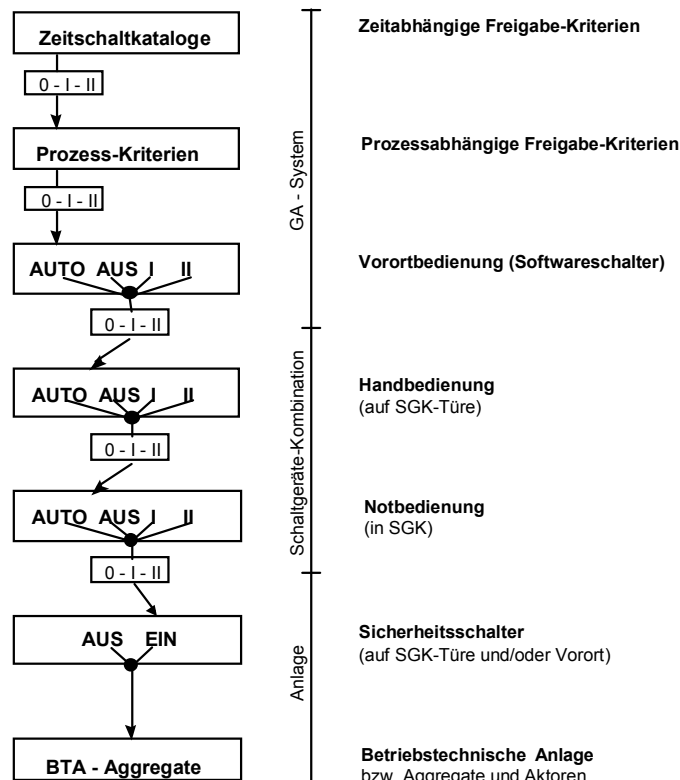 Zeitschaltkataloge
Zeitabhängige Freigabe-Kriterien
0 - I - II
Prozess-Kriterien
Prozessabhängige Freigabe-Kriterien
0 - I - II
GA - System
AUTO AUS I II
Vorortbedienung (Softwareschalter)
0 - I - II
AUTO AUS I II
Handbedienung
(auf SGK-Türe)
0 - I - II
Schaltgeräte-Kombination
AUTO AUS I II
Notbedienung
(in SGK)
0 - I - II
AUS EIN
Sicherheitsschalter
(auf SGK-Türe und/oder Vorort)
Anlage
BTA - Aggregate
Betriebstechnische Anlage
bzw. Aggregate und Aktoren